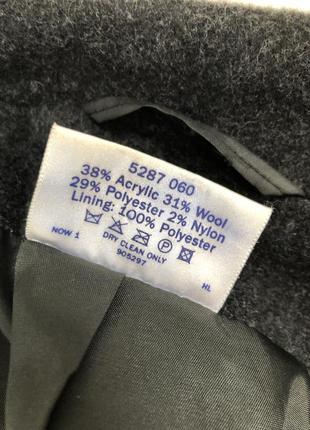 5287 060
38% Acrylic 31% Wool
29% Polyester 2% Nylon
Lining: 100% Polyester
NOW 1 DRY CLEAN ONLY HL
905297